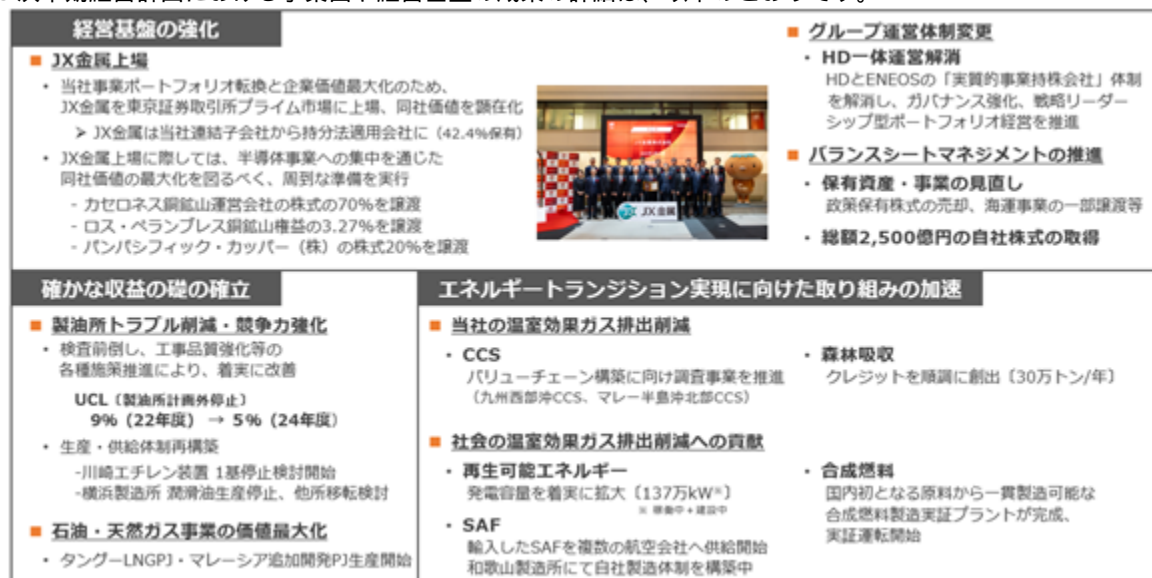 経営基盤の強化
■ JX金属上場
・ 当社事業ポートフォリオ転換と企業価値最大化のため、
JX金属を東京証券取引所プライム市場に上場、同社価値を顕在化
➢ JX金属は当社連結子会社から持分法適用会社に（42.4%保有）
・ JX金属上場に際しては、半導体事業への集中を通じた
同社価値の最大化を図るべく、周到な準備を実行
- カセロネス銅鉱山運営会社の株式の70%を譲渡
- ロス・ペランブレス銅鉱山権益の3.27%を譲渡
- パンパシフィック・カッパー（株）の株式20%を譲渡
JX金属
■ グループ運営体制変更
・ HD一体運営解消
HDとENEOSの「実質的事業持株会社」体制
を解消し、ガバナンス強化、戦略リーダー
シップ型ポートフォリオ経営を推進
■ バランスシートマネジメントの推進
・ 保有資産・事業の見直し
政策保有株式の売却、海運事業の一部譲渡等
・ 総額2,500億円の自社株式の取得
確かな収益の礎の確立
■ 製油所トラブル削減・競争力強化
・ 検査前倒し、工事品質強化等の
各種施策推進により、着実に改善
UCL（製油所計画外停止）
9%（22年度） → 5%（24年度）
・ 生産・供給体制再構築
-川崎エチレン装置 1基停止検討開始
-横浜製造所 潤滑油生産停止、他所移転検討
■ 石油・天然ガス事業の価値最大化
・ タングーLNGPJ・マレーシア追加開発PJ生産開始
エネルギートランジション実現に向けた取り組みの加速
■ 当社の温室効果ガス排出削減
・ CCS
バリューチェーン構築に向け調査事業を推進
（九州西部沖CCS、マレー半島沖北部CCS）
・ 森林吸収
クレジットを順調に創出〔30万トン/年〕
■ 社会の温室効果ガス排出削減への貢献
・ 再生可能エネルギー
発電容量を着実に拡大〔137万kW※〕
※ 稼働中＋建設中
・ SAF
輸入したSAFを複数の航空会社へ供給開始
和歌山製造所にて自社製造体制を構築中
・ 合成燃料
国内初となる原料から一貫製造可能な
合成燃料製造実証プラントが完成、
実証運転開始